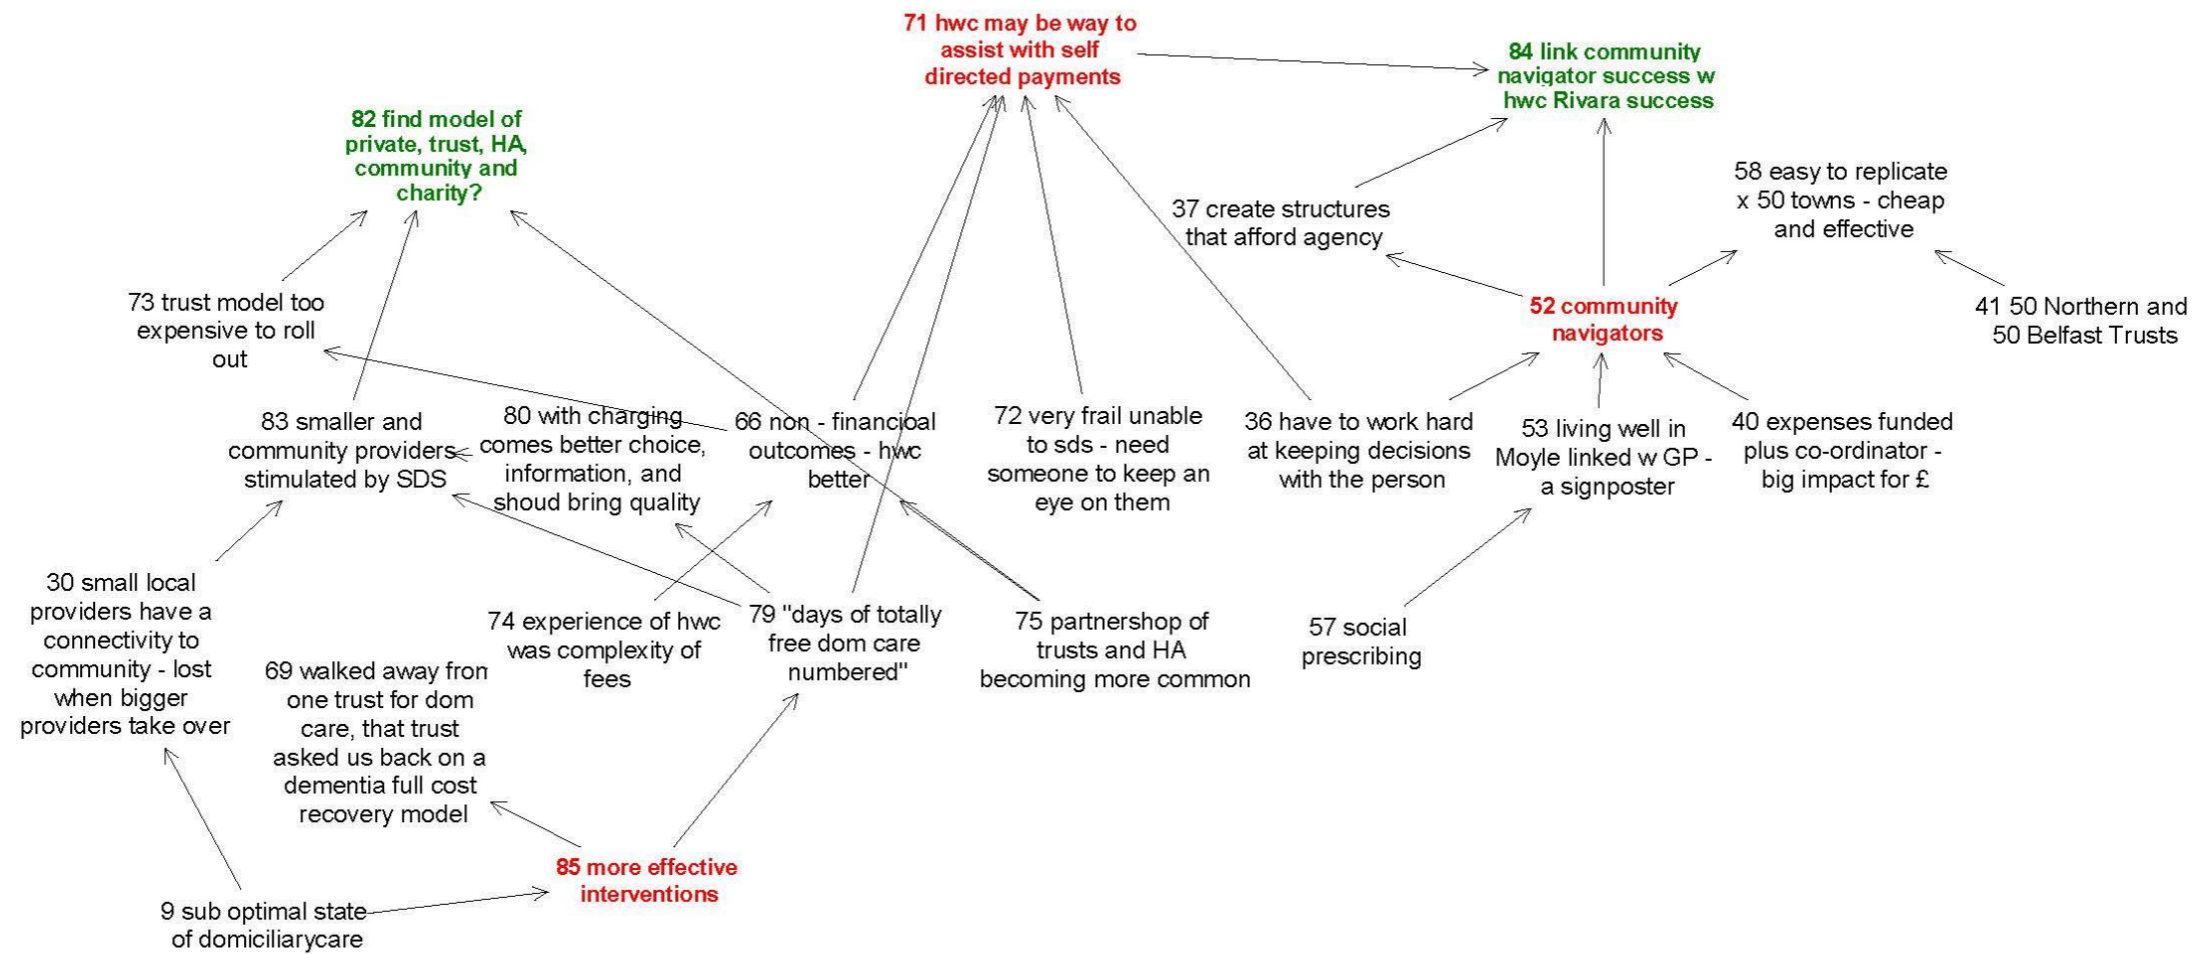 71 hwc may be way to
assist with self
directed payments
84 link community
navigator success w
hwc Rivara success
82 find model of
private, trust, HA,
community and
charity?
58 easy to replicate
x 50 towns - cheap
and effective
37 create structures
that afford agency
73 trust model too
expensive to roll
out
52 community
navigators
41 50 Northern and
50 Belfast Trusts
83 smaller and
community providers
stimulated by SDS
80 with charging
comes better choice,
information, and
shoud bring quality
66 non - financioal
outcomes - hwc
better
72 very frail unable
to sds - need
someone to keep an
eye on them
36 have to work hard
at keeping decisions
with the person
53 living well in
Moyle linked w GP -
a signposter
40 expenses funded
plus co-ordinator -
big impact for £
30 small local
providers have a
connectivity to
community - lost
when bigger
providers take over
69 walked away from
one trust for dom
care, that trust
asked us back on a
dementia full cost
recovery model
74 experience of hwc
was complexity of
fees
79 "days of totally
free dom care
numbered"
75 partnershop of
trusts and HA
becoming more common
57 social
prescribing
85 more effective
interventions
9 sub optimal state
of domiciliarycare